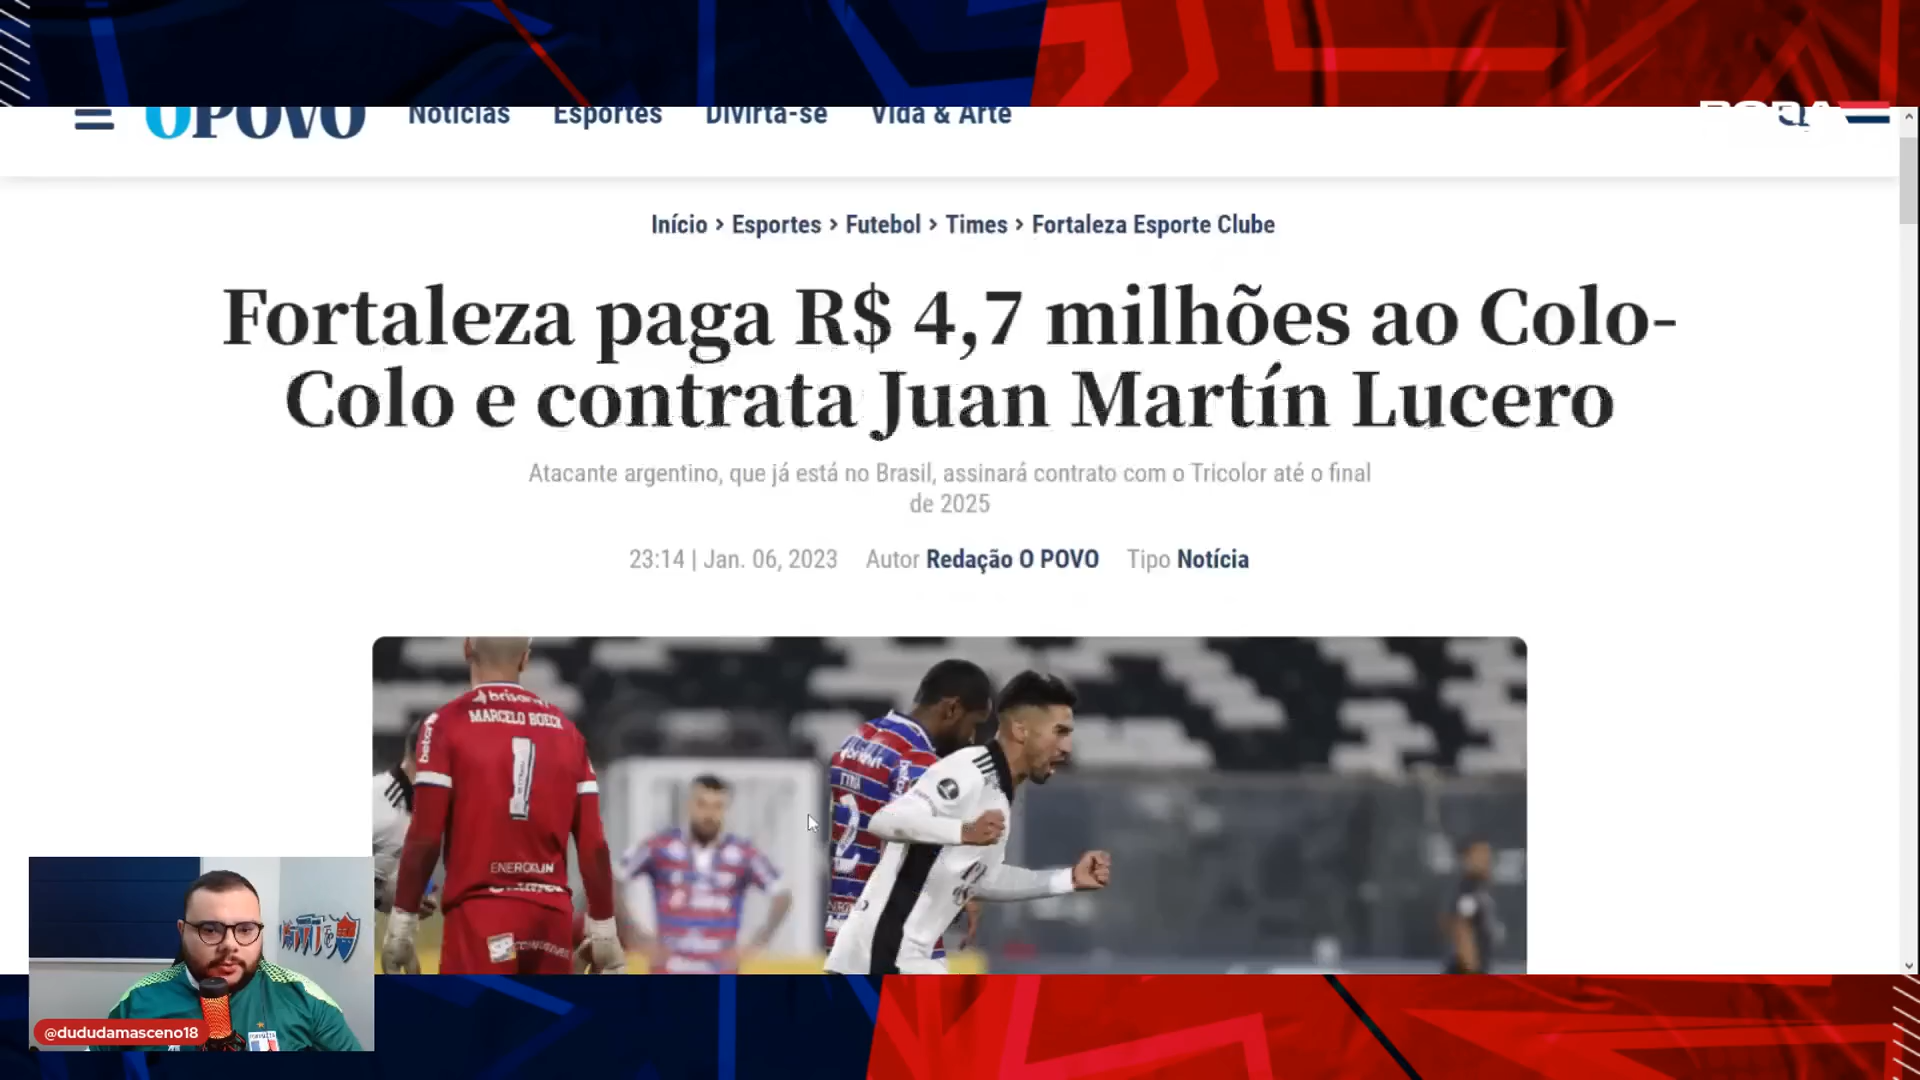 OPOVO Notícias Esportes Divirta-se Vida & Arte
Início > Esportes > Futebol > Times > Fortaleza Esporte Clube
Fortaleza paga R$ 4,7 milhões ao Colo-
Colo e contrata Juan Martín Lucero
Atacante argentino, que já está no Brasil, assinará contrato com o Tricolor até o final
de 2025
23:14 | Jan. 06, 2023 Autor Redação O POVO Tipo Notícia
MARCELO BOECK
1
2
@dududamasceno18